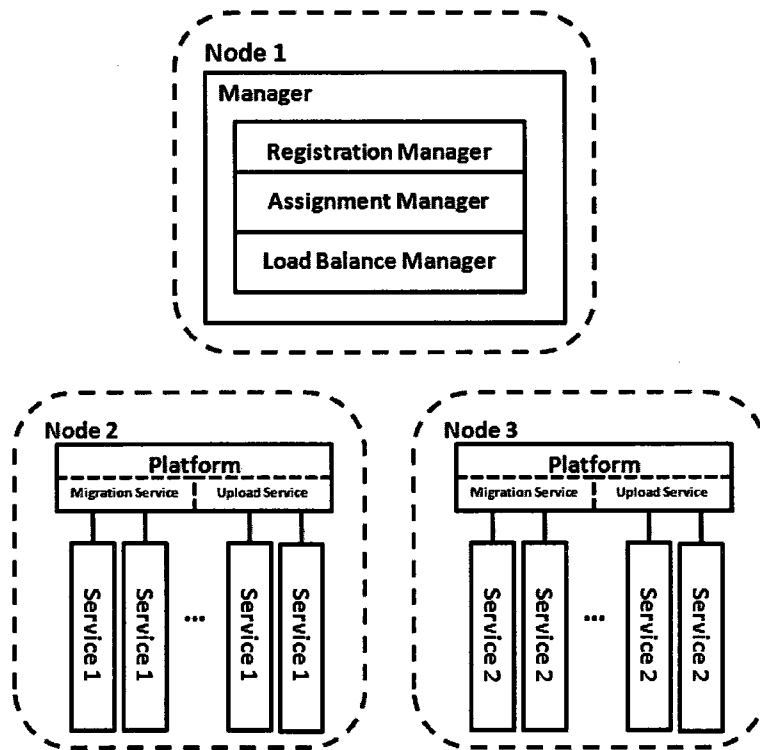 Node 1
Manager
Registration Manager
Assignment Manager
Load Balance Manager
Node 2
Platform
Migration Service
Upload Service
Service 1
Service 1
...
Service 1
Service 1
Node 3
Platform
Migration Service
Upload Service
Service 2
Service 2
...
Service 2
Service 2